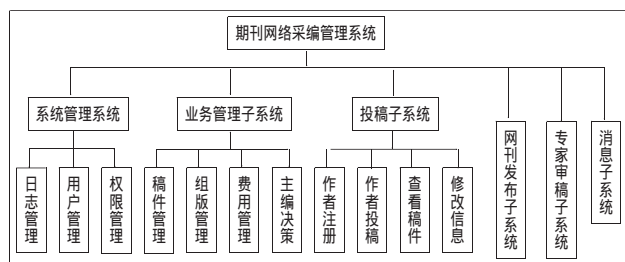 期刊网络采编管理系统
系统管理系统
业务管理子系统
投稿子系统
网刊发布子系统
专家审稿子系统
消息子系统
日志管理
用户管理
权限管理
稿件管理
组版管理
费用管理
主编决策
作者注册
作者投稿
查看稿件
修改信息